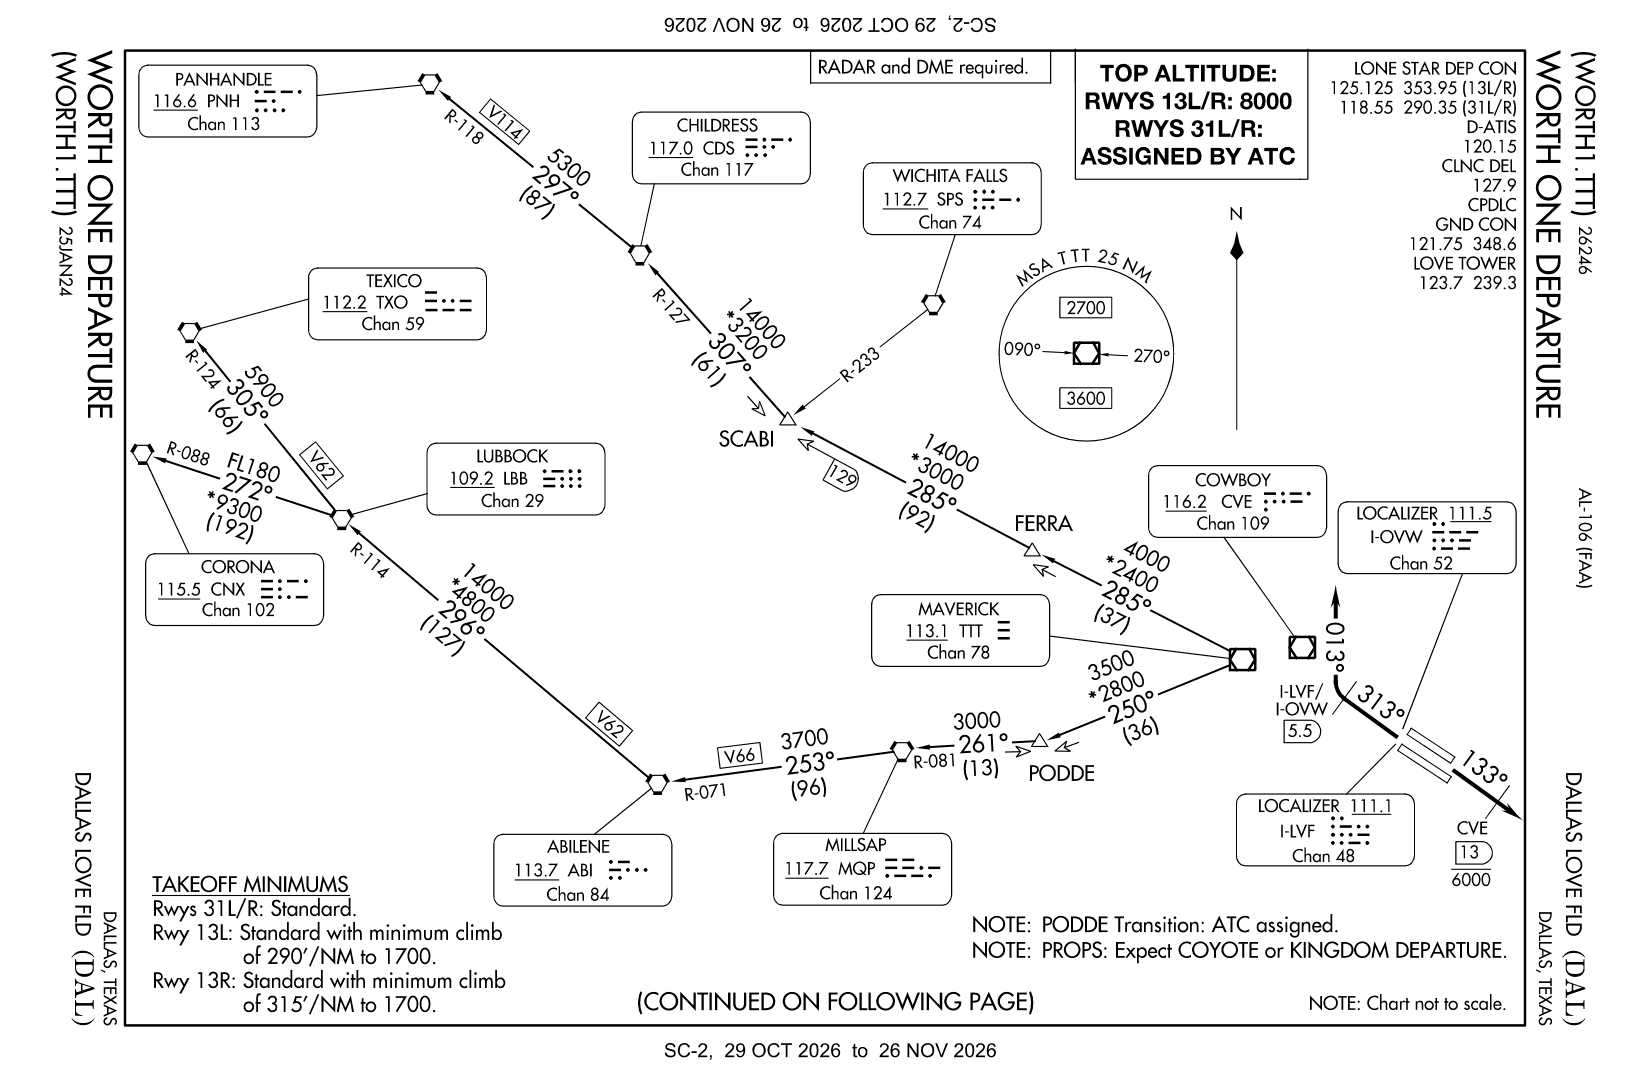 SC-2, 29 OCT 2026 to 26 NOV 2026
(WORTH1.TTT) 25JAN24
WORTH ONE DEPARTURE
DALLAS LOVE FLD (DAL)
DALLAS, TEXAS
(WORTH1.TTT) 26246
WORTH ONE DEPARTURE
AL-106 (FAA)
DALLAS LOVE FLD (DAL)
DALLAS, TEXAS
RADAR and DME required.
TOP ALTITUDE:
RWYS 13L/R: 8000
RWYS 31L/R:
ASSIGNED BY ATC
LONE STAR DEP CON
125.125 353.95 (13L/R)
118.55 290.35 (31L/R)
D-ATIS
120.15
CLNC DEL
127.9
CPDLC
GND CON
121.75 348.6
LOVE TOWER
123.7 239.3
PANHANDLE
116.6 PNH
Chan 113
R-118
V114
5300
297°
(87)
CHILDRESS
117.0 CDS
Chan 117
R-127
14000
*3200
307°
(61)
WICHITA FALLS
112.7 SPS
Chan 74
R-233
SCABI
N
MSA TTT 25 NM
2700
090°
270°
3600
TEXICO
112.2 TXO
Chan 59
R-124
5900
305°
(66)
V62
R-088
FL180
272°
*9300
(192)
LUBBOCK
109.2 LBB
Chan 29
R-114
CORONA
115.5 CNX
Chan 102
14000
*4800
296°
(127)
V62
129
14000
*3000
285°
(92)
FERRA
4000
*2400
285°
(37)
COWBOY
116.2 CVE
Chan 109
LOCALIZER 111.5
I-OVW
Chan 52
MAVERICK
113.1 TTT
Chan 78
3500
*2800
250°
(36)
PODDE
3000
261°
(13)
R-081
3700
253°
(96)
V66
R-071
ABILENE
113.7 ABI
Chan 84
MILLSAP
117.7 MQP
Chan 124
013°
I-LVF/
I-OVW
5.5
313°
133°
LOCALIZER 111.1
I-LVF
Chan 48
CVE
13
6000
TAKEOFF MINIMUMS
Rwys 31L/R: Standard.
Rwy 13L: Standard with minimum climb
of 290'/NM to 1700.
Rwy 13R: Standard with minimum climb
of 315'/NM to 1700.
NOTE: PODDE Transition: ATC assigned.
NOTE: PROPS: Expect COYOTE or KINGDOM DEPARTURE.
(CONTINUED ON FOLLOWING PAGE)
NOTE: Chart not to scale.
SC-2, 29 OCT 2026 to 26 NOV 2026